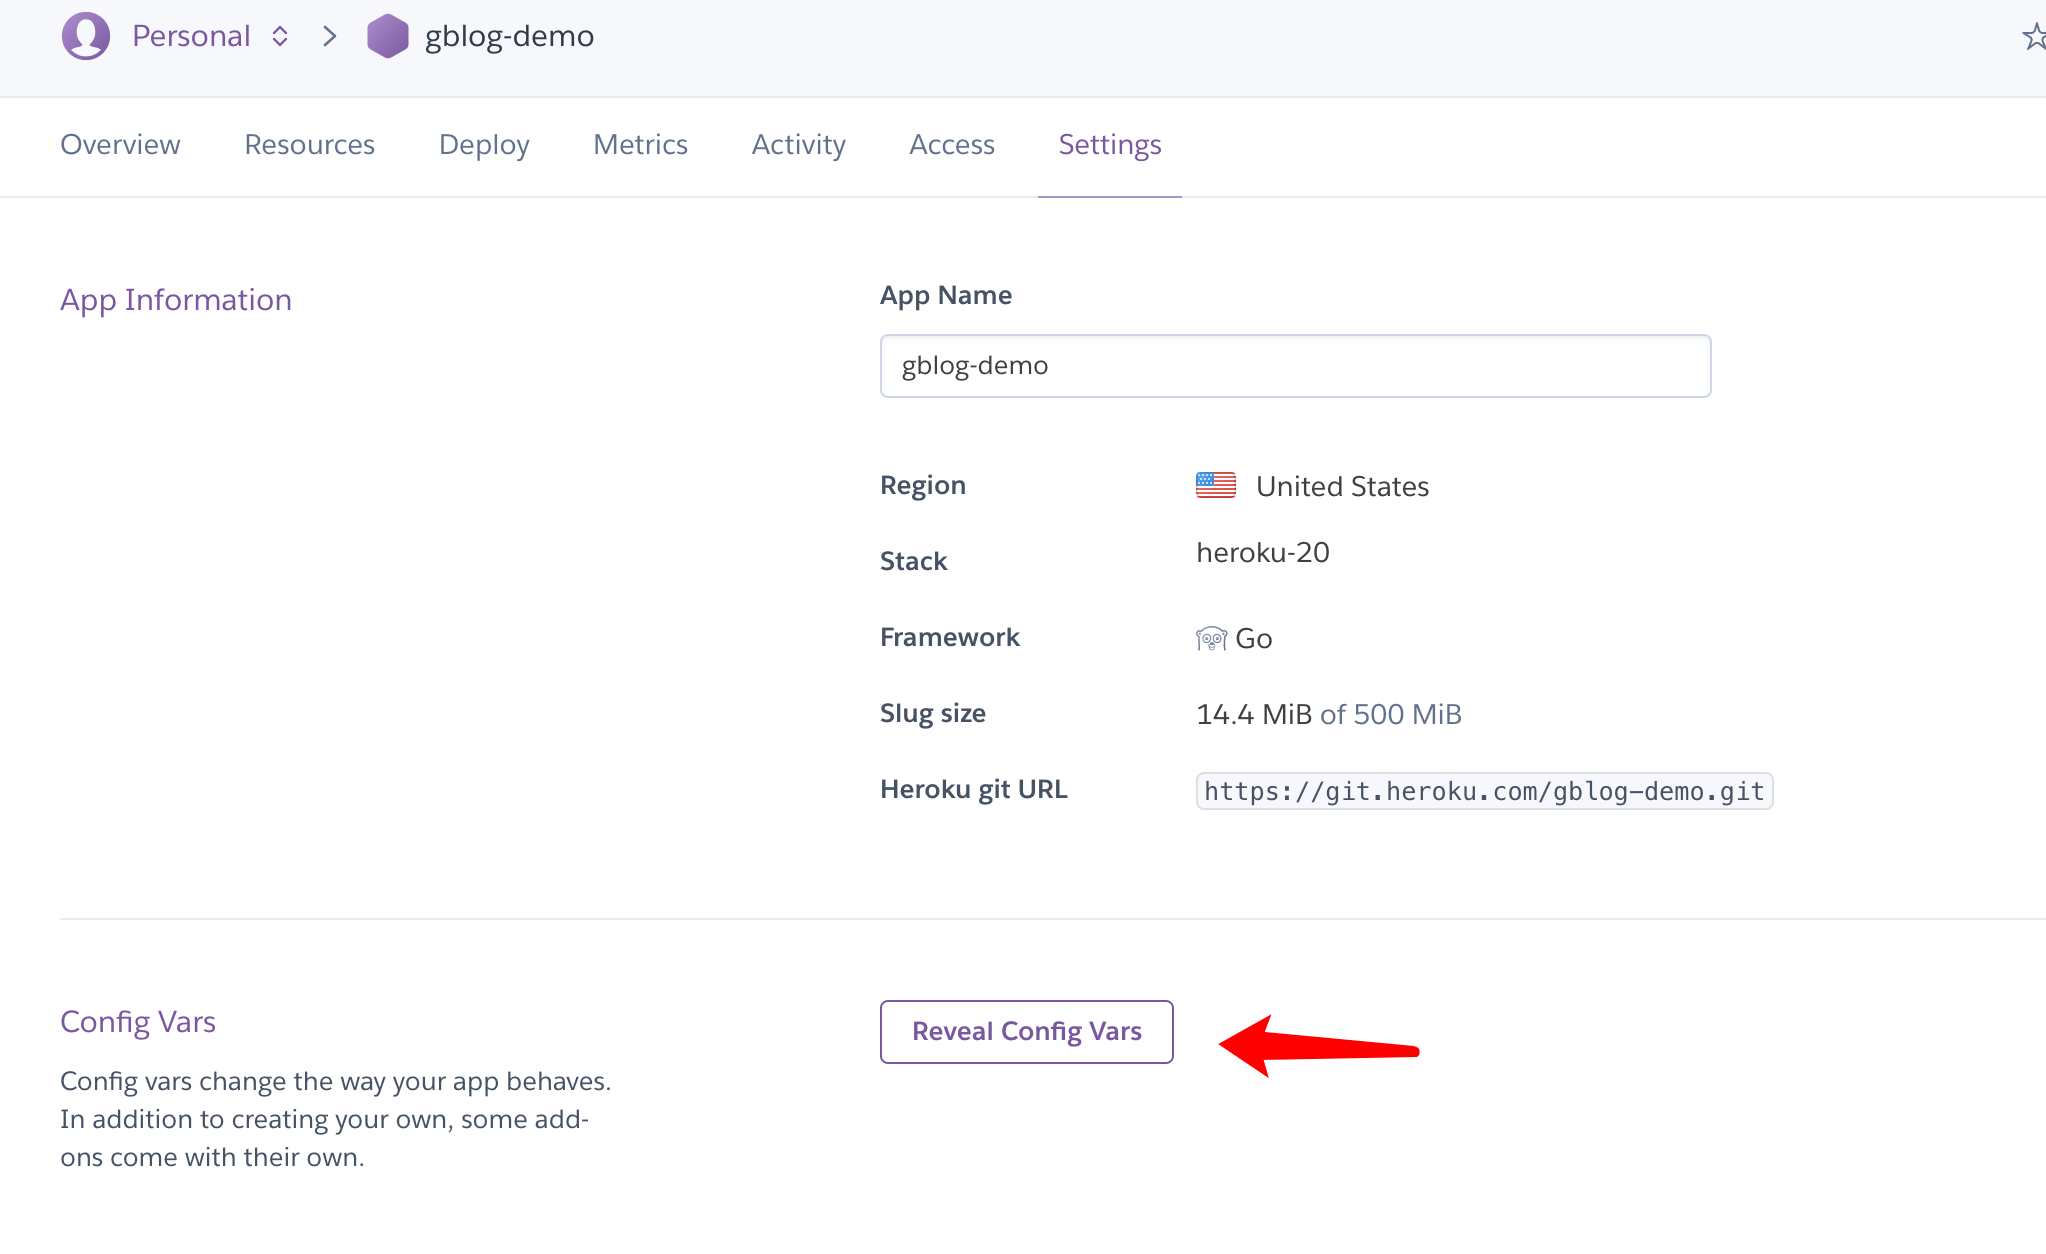 Personal gblog-demo
Overview Resources Deploy Metrics Activity Access Settings
App Information
App Name
gblog-demo
Region United States
Stack heroku-20
Framework Go
Slug size 14.4 MiB of 500 MiB
Heroku git URL https://git.heroku.com/gblog-demo.git
Config Vars
Reveal Config Vars
Config vars change the way your app behaves.
In addition to creating your own, some add-
ons come with their own.